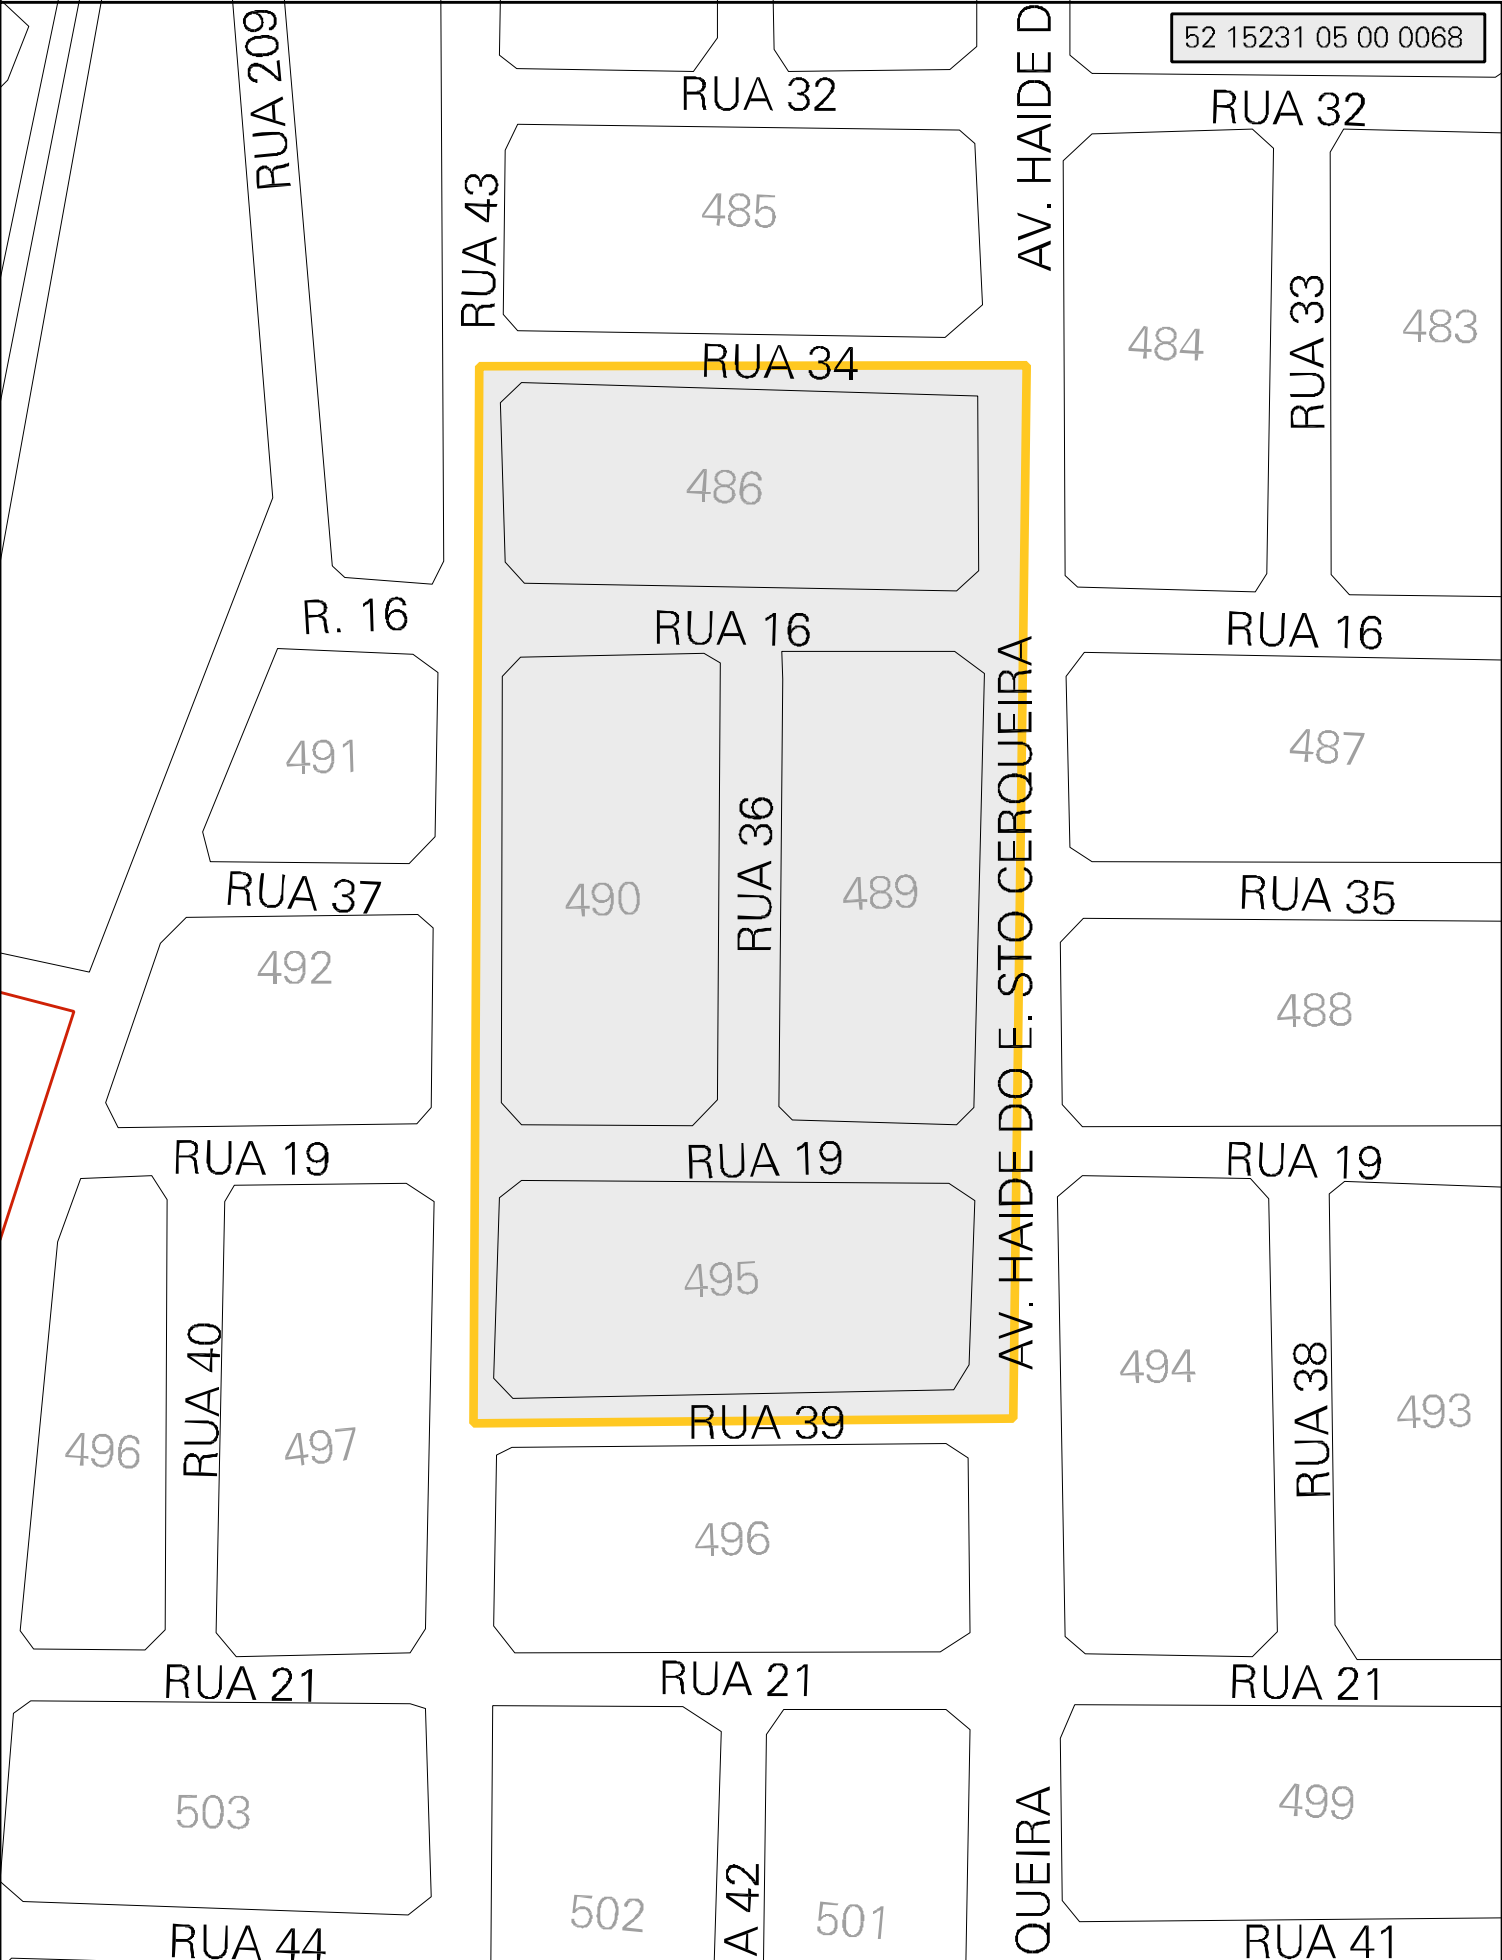 52 15231 05 00 0068
RUA 209
AV. HAIDE D
RUA 32
RUA 32
RUA 43
485
RUA 33
483
484
RUA 34
486
R. 16
RUA 16
RUA 16
491
487
RUA 36
AV. HAIDE DO E. STO CERQUEIRA
490
489
RUA 37
RUA 35
492
488
RUA 19
RUA 19
RUA 19
495
RUA 40
494
RUA 38
493
RUA 39
496
497
496
RUA 21
RUA 21
RUA 21
503
499
QUEIRA
A 42
502
501
RUA 44
RUA 41